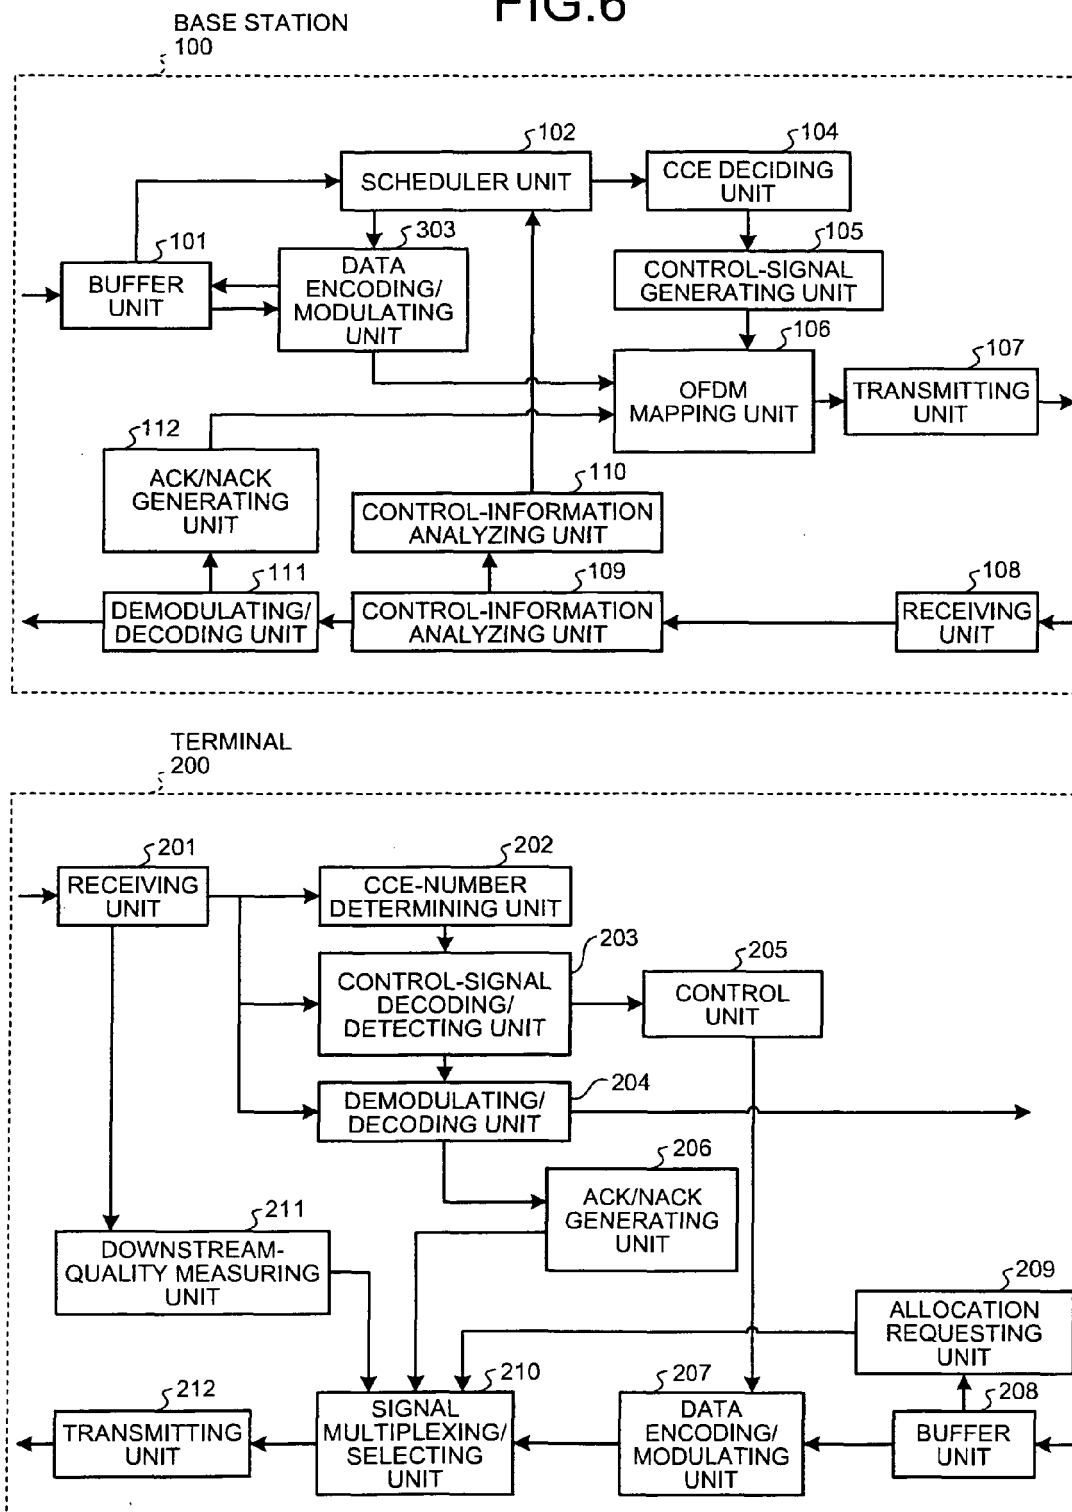 FIG.6
BASE STATION
100
102
SCHEDULER UNIT
104
CCE DECIDING
UNIT
101
BUFFER
UNIT
303
DATA
ENCODING/
MODULATING
UNIT
105
CONTROL-SIGNAL
GENERATING UNIT
106
OFDM
MAPPING UNIT
107
TRANSMITTING
UNIT
112
ACK/NACK
GENERATING
UNIT
110
CONTROL-INFORMATION
ANALYZING UNIT
111
DEMODULATING/
DECODING UNIT
109
CONTROL-INFORMATION
ANALYZING UNIT
108
RECEIVING
UNIT
TERMINAL
200
201
RECEIVING
UNIT
202
CCE-NUMBER
DETERMINING UNIT
203
CONTROL-SIGNAL
DECODING/
DETECTING UNIT
205
CONTROL
UNIT
204
DEMODULATING/
DECODING UNIT
206
ACK/NACK
GENERATING
UNIT
211
DOWNSTREAM-
QUALITY MEASURING
UNIT
209
ALLOCATION
REQUESTING
UNIT
212
TRANSMITTING
UNIT
210
SIGNAL
MULTIPLEXING/
SELECTING
UNIT
207
DATA
ENCODING/
MODULATING
UNIT
208
BUFFER
UNIT